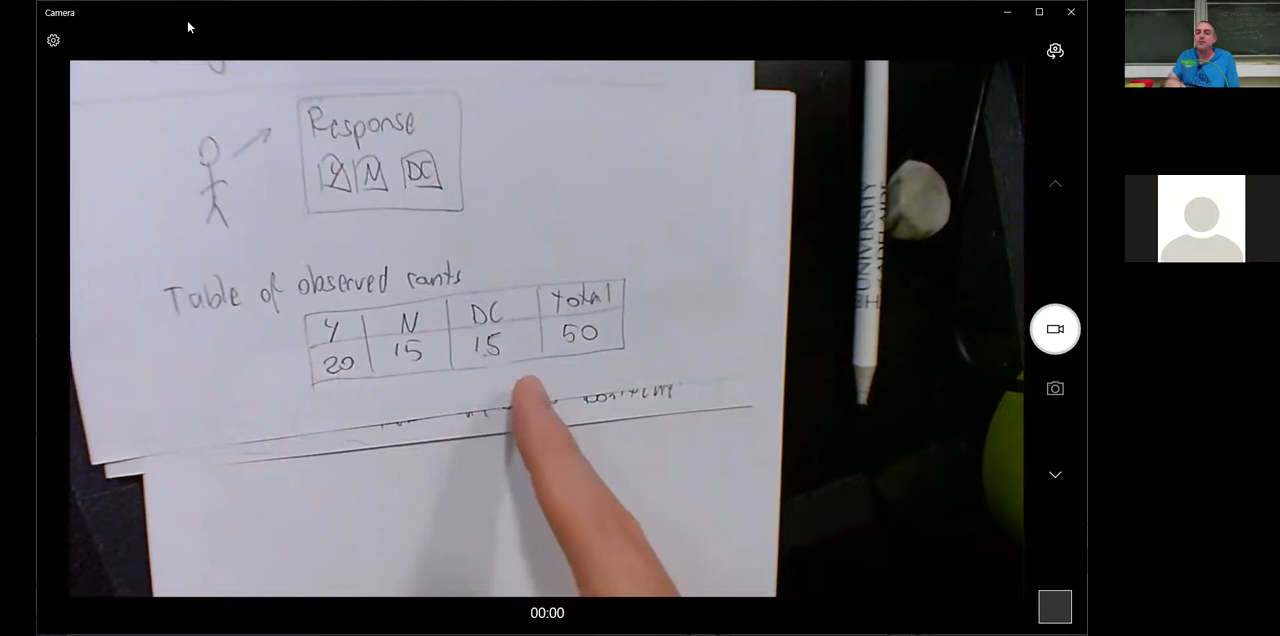 Camera
Response
Y N DC
Table of observed counts
Y N DC Total
20 15 15 50
UNIVERSITY
00:00